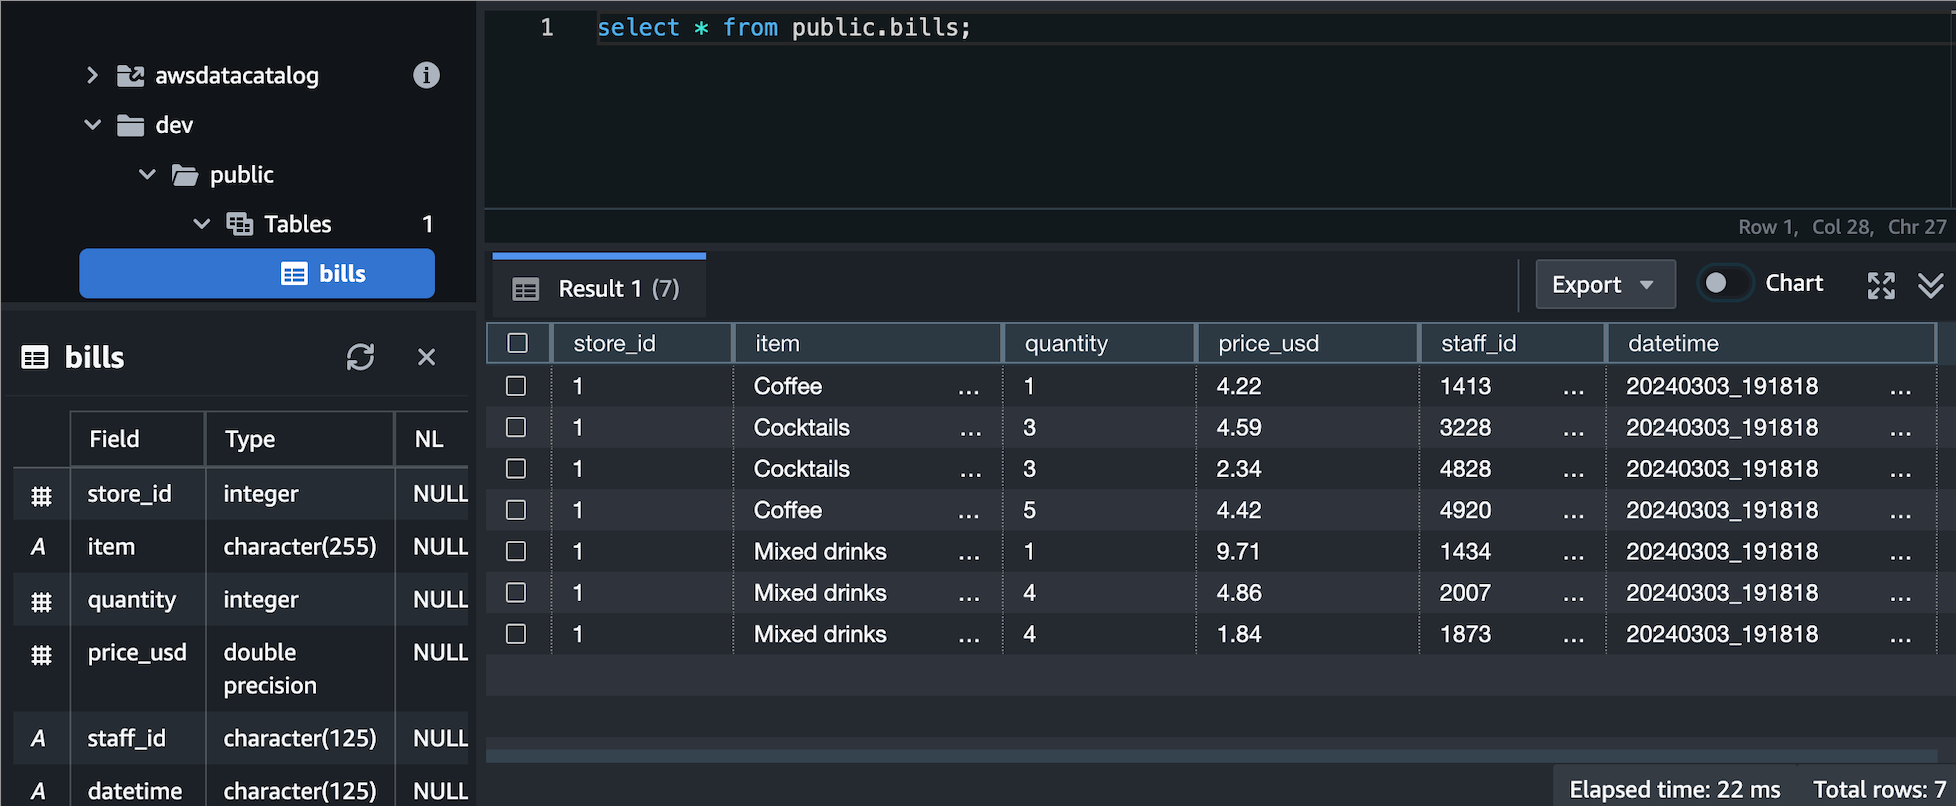 awsdatacatalog
dev
public
Tables 1
bills
bills
Field Type NL
store_id integer NULL
item character(255) NULL
quantity integer NULL
price_usd double precision NULL
staff_id character(125) NULL
datetime character(125) NULL
1 select * from public.bills;
Row 1, Col 28, Chr 27
Result 1 (7) Export Chart
store_id item quantity price_usd staff_id datetime
1 Coffee ... 1 4.22 1413 ... 20240303_191818 ...
1 Cocktails ... 3 4.59 3228 ... 20240303_191818 ...
1 Cocktails ... 3 2.34 4828 ... 20240303_191818 ...
1 Coffee ... 5 4.42 4920 ... 20240303_191818 ...
1 Mixed drinks ... 1 9.71 1434 ... 20240303_191818 ...
1 Mixed drinks ... 4 4.86 2007 ... 20240303_191818 ...
1 Mixed drinks ... 4 1.84 1873 ... 20240303_191818 ...
Elapsed time: 22 ms Total rows: 7